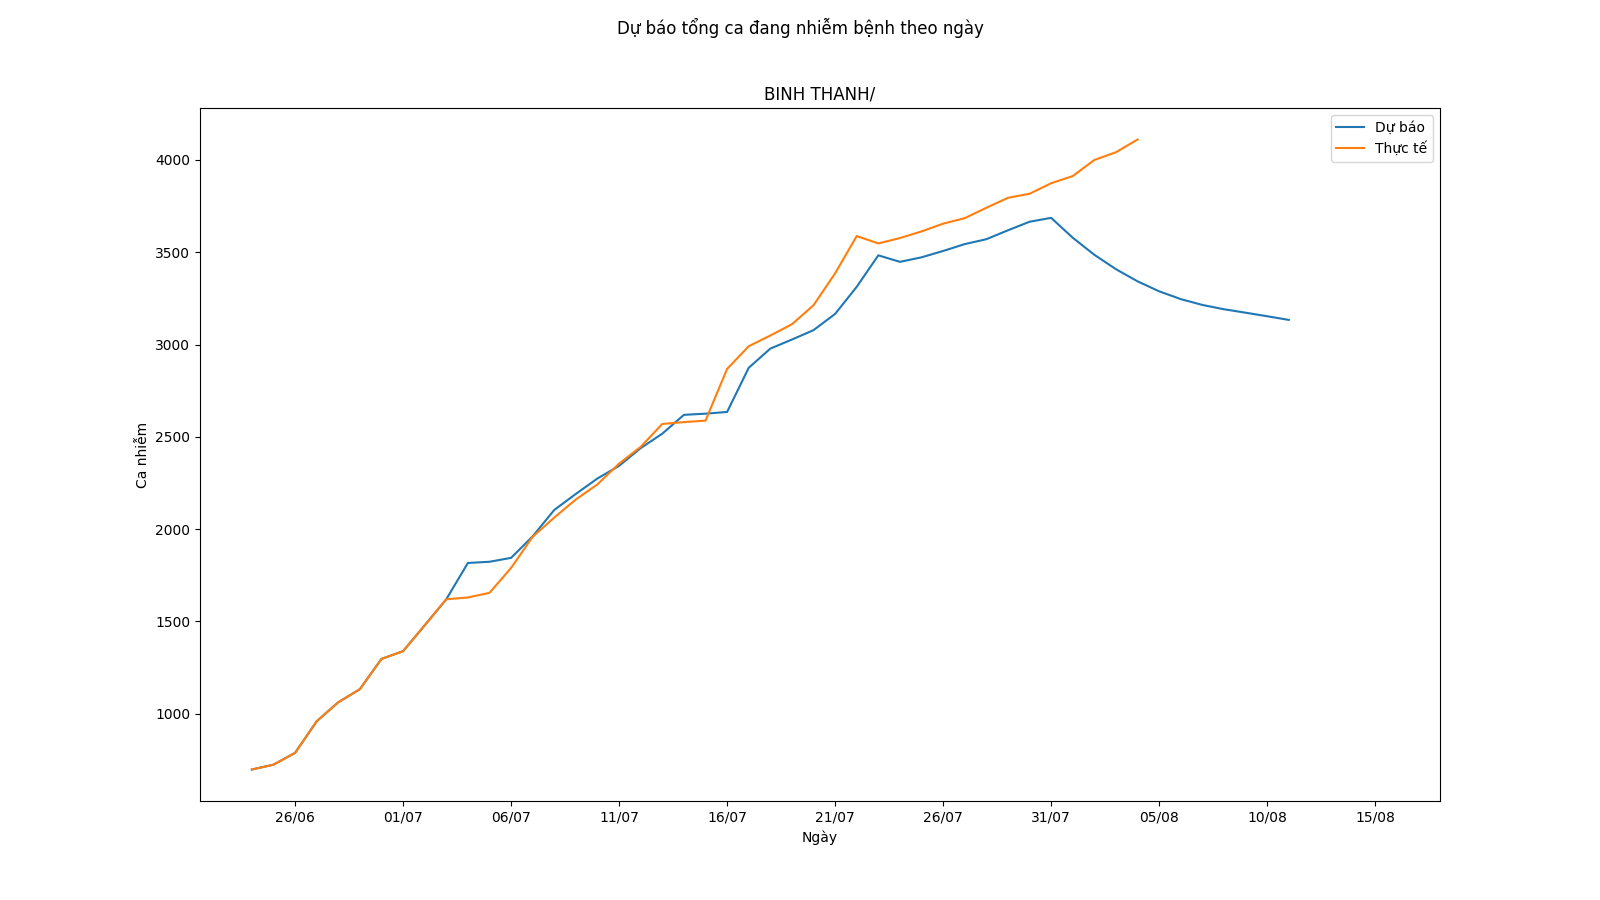 Dự báo tổng ca đang nhiễm bệnh theo ngày
BINH THANH/
Dự báo
Thực tế
4000
3500
3000
2500
2000
1500
1000
Ca nhiễm
26/06 01/07 06/07 11/07 16/07 21/07 26/07 31/07 05/08 10/08 15/08
Ngày